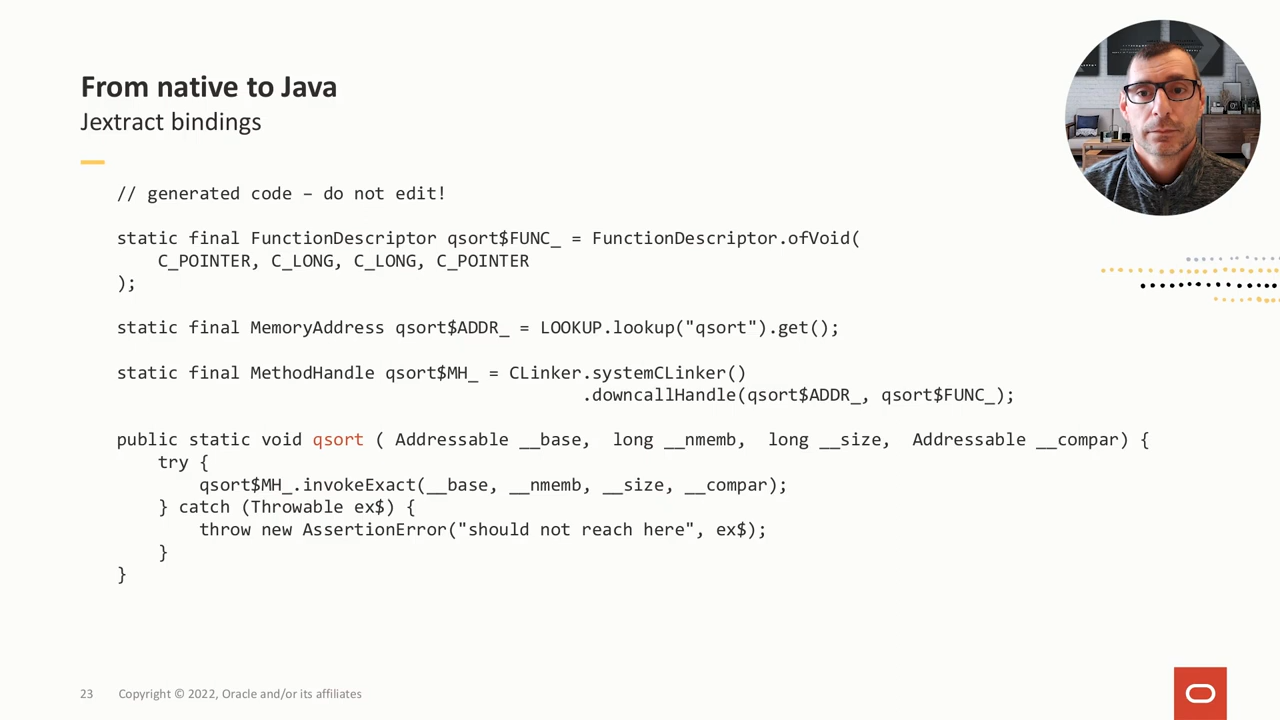 From native to Java
Jextract bindings
// generated code – do not edit!
static final FunctionDescriptor qsort$FUNC_ = FunctionDescriptor.ofVoid(
    C_POINTER, C_LONG, C_LONG, C_POINTER
);
static final MemoryAddress qsort$ADDR_ = LOOKUP.lookup("qsort").get();
static final MethodHandle qsort$MH_ = CLinker.systemCLinker()
                                             .downcallHandle(qsort$ADDR_, qsort$FUNC_);
public static void qsort ( Addressable __base,  long __nmemb,  long __size,  Addressable __compar) {
    try {
        qsort$MH_.invokeExact(__base, __nmemb, __size, __compar);
    } catch (Throwable ex$) {
        throw new AssertionError("should not reach here", ex$);
    }
}
23 Copyright © 2022, Oracle and/or its affiliates